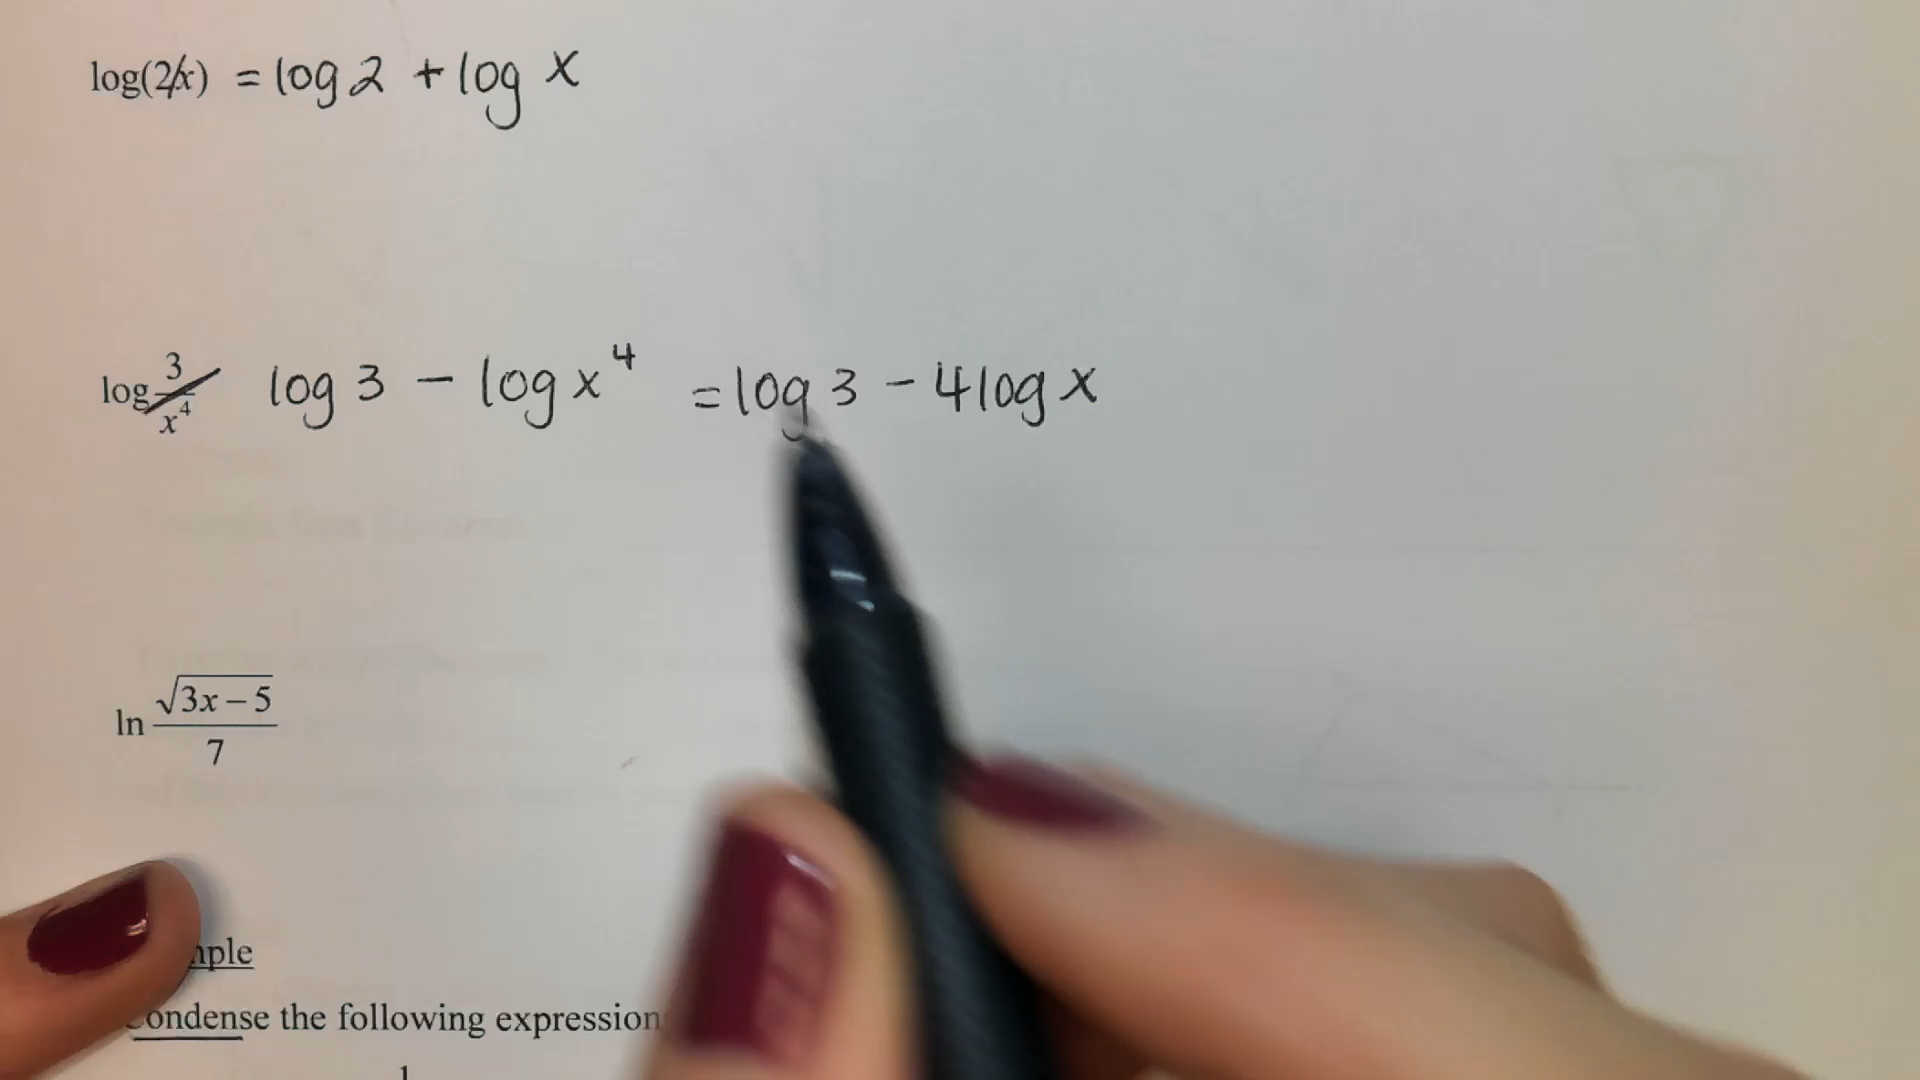 log(2x) = log 2 + log x
log 3/x⁴ log 3 − log x⁴ = log 3 − 4 log x
ln √(3x − 5)/7
ondense the following expression
1